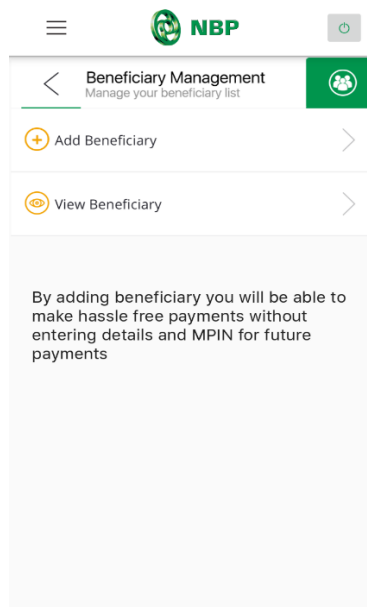 NBP
Beneficiary Management
Manage your beneficiary list
Add Beneficiary
View Beneficiary
By adding beneficiary you will be able to
make hassle free payments without
entering details and MPIN for future
payments